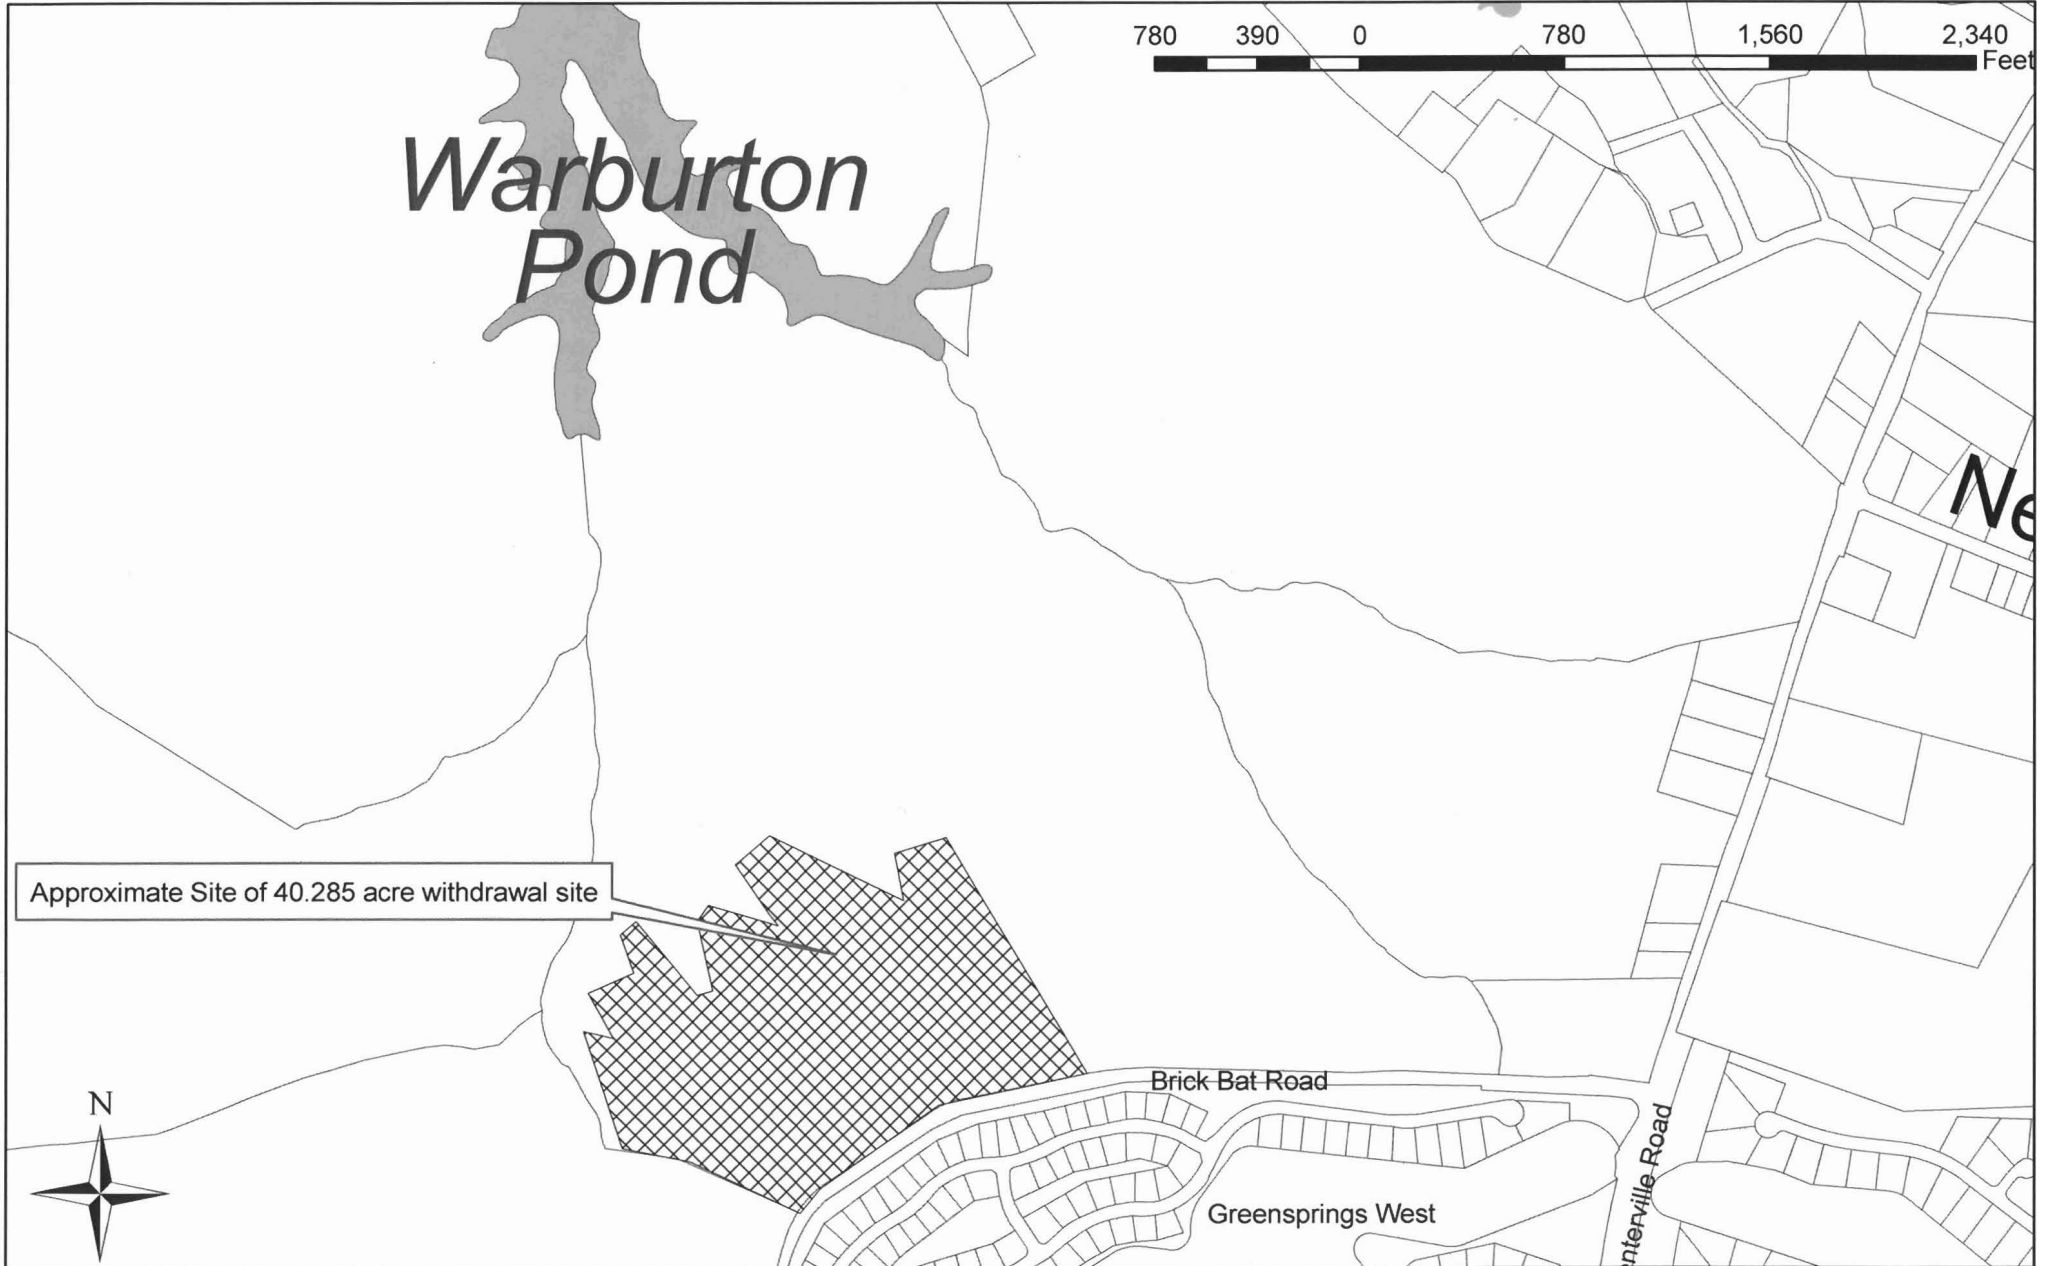 780 390 0 780 1,560 2,340
Feet
Warburton
Pond
Ne
Approximate Site of 40.285 acre withdrawal site
N
Brick Bat Road
Greensprings West
nterville Road